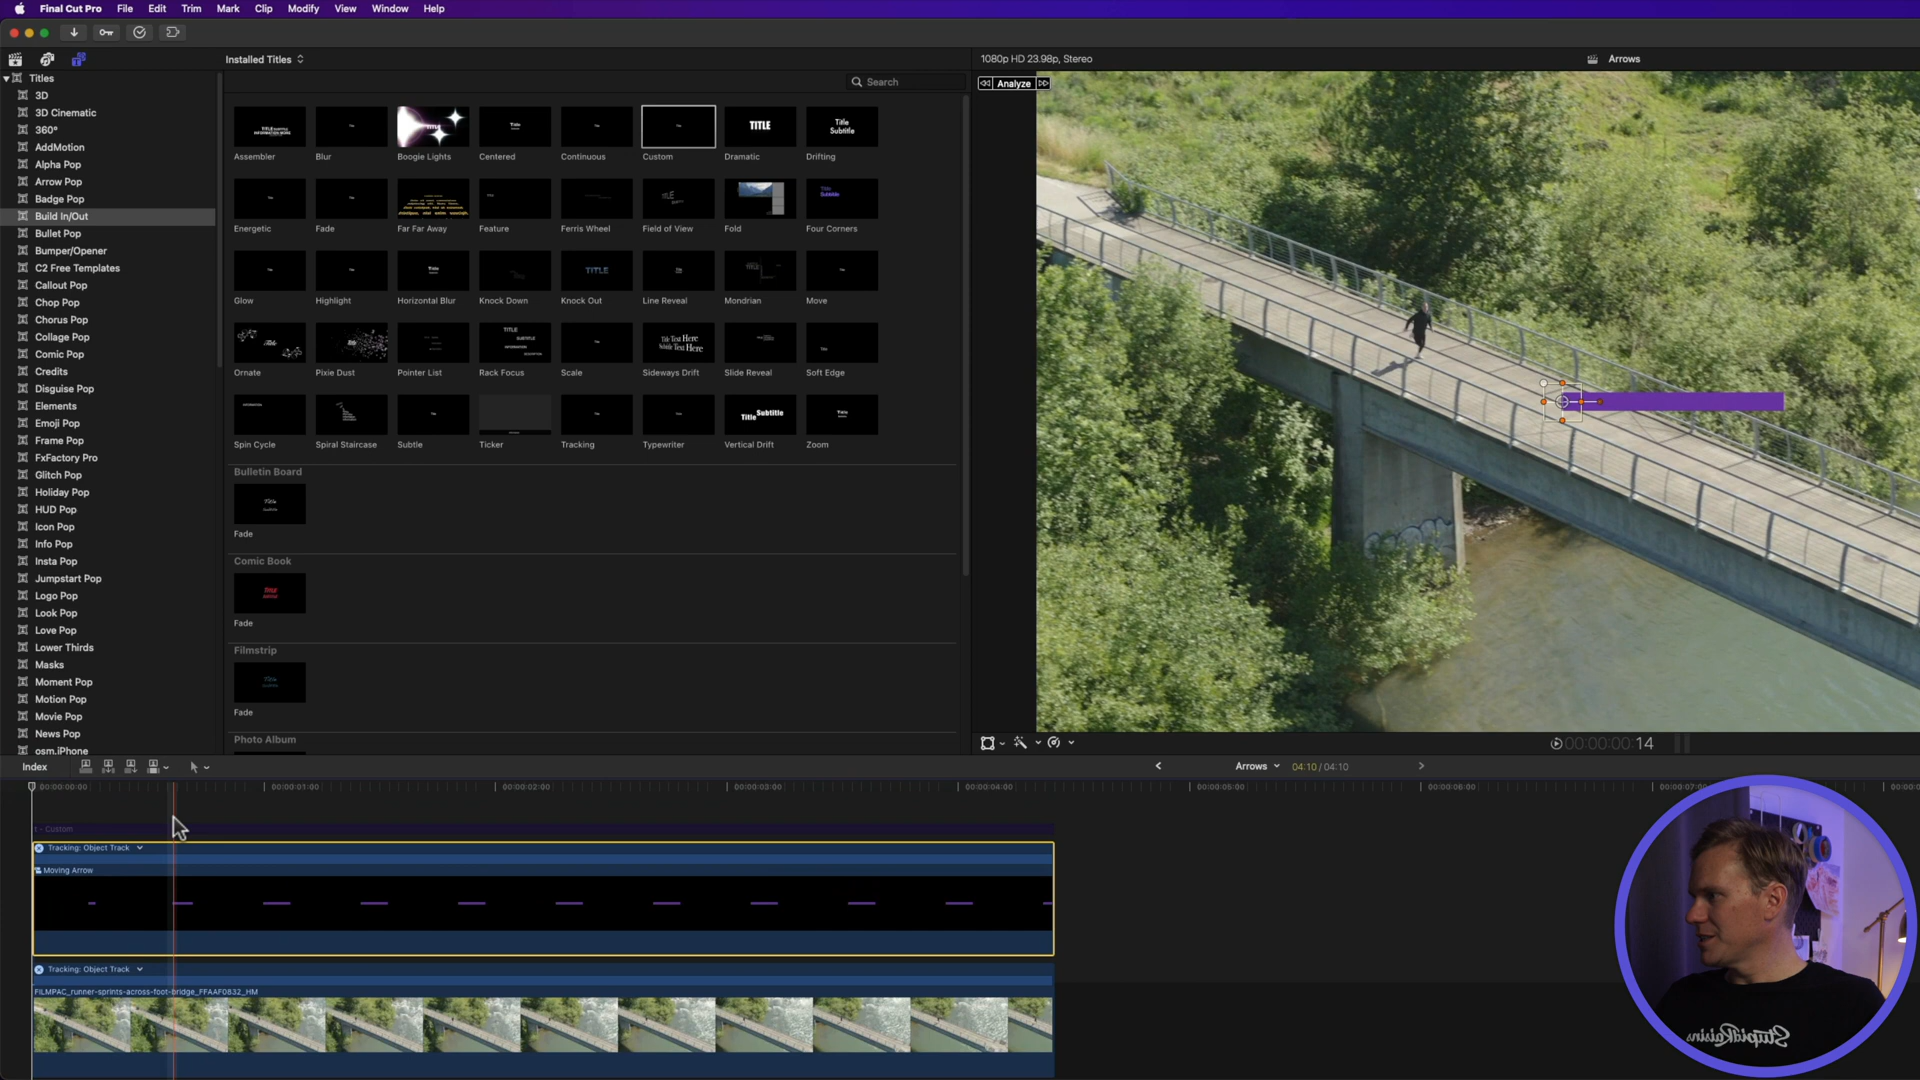 Final Cut Pro File Edit Trim Mark Clip Modify View Window Help
Installed Titles
Search
1080p HD 23.98p, Stereo
Arrows
Analyze
Titles
3D
3D Cinematic
360°
AddMotion
Alpha Pop
Arrow Pop
Badge Pop
Build In/Out
Bullet Pop
Bumper/Opener
C2 Free Templates
Callout Pop
Chop Pop
Chorus Pop
Collage Pop
Comic Pop
Credits
Disguise Pop
Elements
Emoji Pop
Frame Pop
FxFactory Pro
Glitch Pop
Holiday Pop
HUD Pop
Icon Pop
Info Pop
Insta Pop
Jumpstart Pop
Logo Pop
Look Pop
Love Pop
Lower Thirds
Masks
Moment Pop
Motion Pop
Movie Pop
News Pop
osm.iPhone
Assembler Blur Boogie Lights Centered Continuous Custom Dramatic Drifting
Energetic Fade Far Far Away Feature Ferris Wheel Field of View Fold Four Corners
Glow Highlight Horizontal Blur Knock Down Knock Out Line Reveal Mondrian Move
Ornate Pixie Dust Pointer List Rack Focus Scale Sideways Drift Slide Reveal Soft Edge
Spin Cycle Spiral Staircase Subtle Ticker Tracking Typewriter Vertical Drift Zoom
Bulletin Board
Fade
Comic Book
Fade
Filmstrip
Fade
Photo Album
00:00:00:14
Index
Arrows
04:10 / 04:10
00:00:00:00 00:00:01:00 00:00:02:00 00:00:03:00 00:00:04:00 00:00:05:00 00:00:06:00
t - Custom
Tracking: Object Track
Moving Arrow
Tracking: Object Track
FILMPAC_runner-sprints-across-foot-bridge_FFAAF0832_HM
StupidRaisins